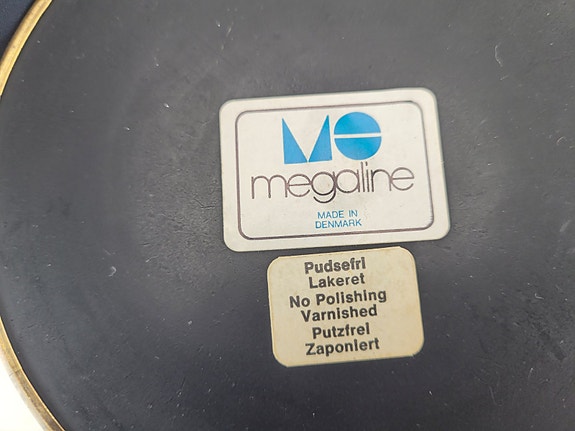 Me
megaline
MADE IN
DENMARK
Pudsefri
Lakeret
No Polishing
Varnished
Putzfrei
Zaponiert